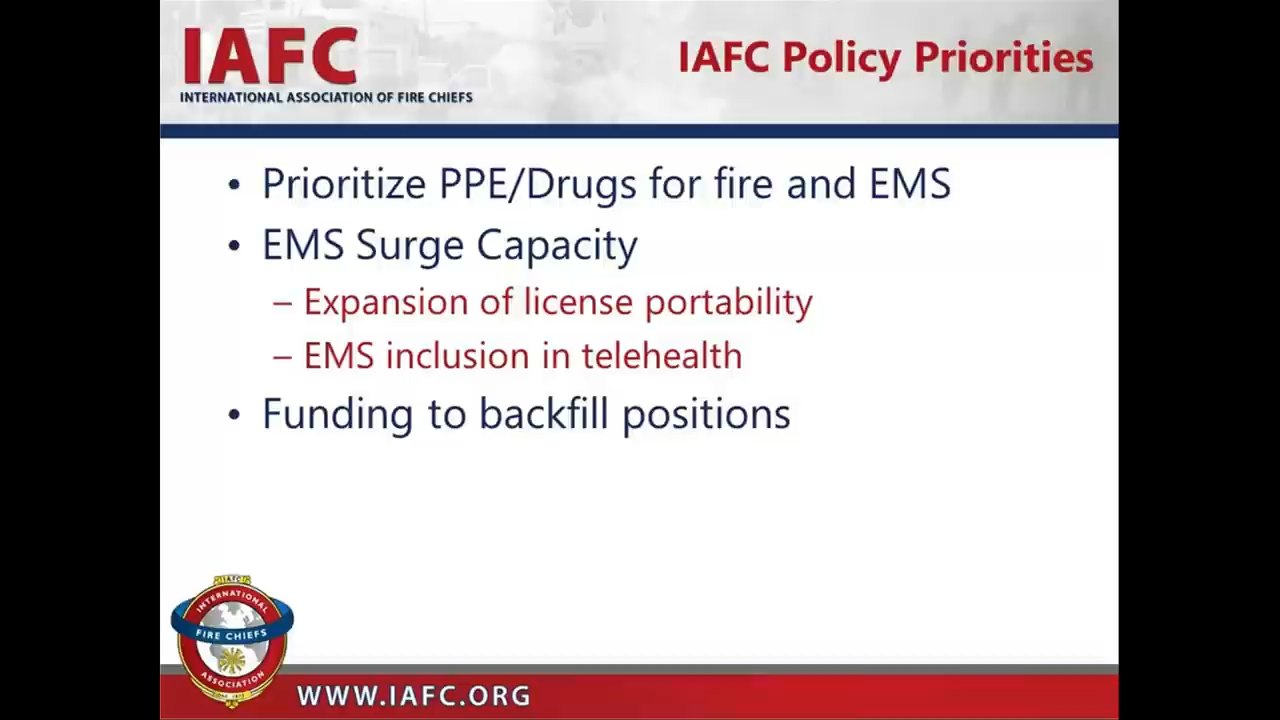 IAFC
INTERNATIONAL ASSOCIATION OF FIRE CHIEFS
IAFC Policy Priorities
• Prioritize PPE/Drugs for fire and EMS
• EMS Surge Capacity
– Expansion of license portability
– EMS inclusion in telehealth
• Funding to backfill positions
IAFC
INTERNATIONAL
FIRE CHIEFS
ASSOCIATION
WWW.IAFC.ORG